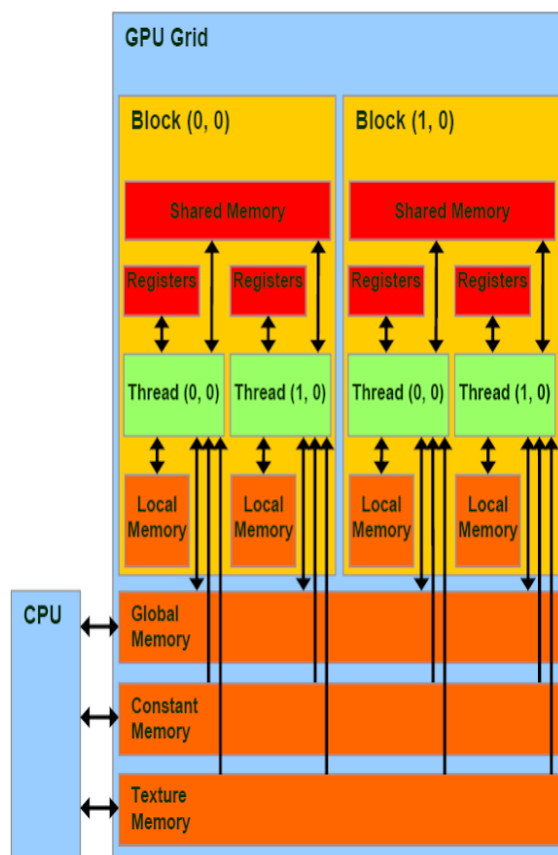 GPU Grid
Block (0, 0)
Block (1, 0)
Shared Memory
Shared Memory
Registers
Registers
Registers
Registers
Thread (0, 0)
Thread (1, 0)
Thread (0, 0)
Thread (1, 0)
Local
Memory
Local
Memory
Local
Memory
Local
Memory
CPU
Global
Memory
Constant
Memory
Texture
Memory